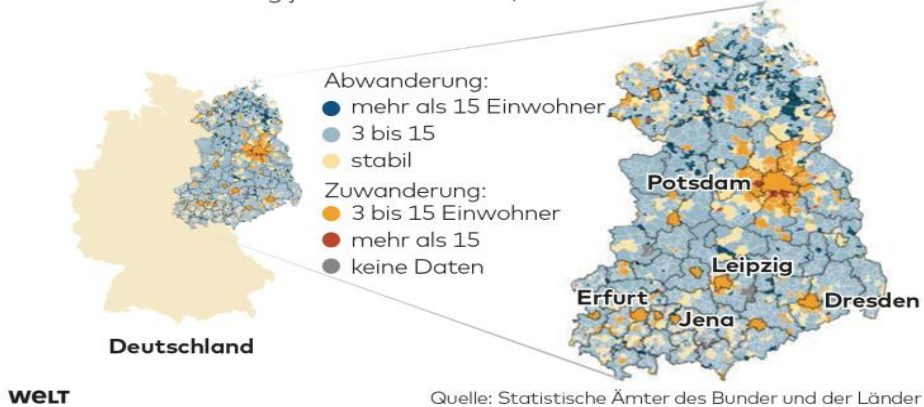 Abwanderung:
mehr als 15 Einwohner
3 bis 15
stabil
Zuwanderung:
3 bis 15 Einwohner
mehr als 15
keine Daten
Potsdam
Leipzig
Erfurt
Dresden
Jena
Deutschland
WELT
Quelle: Statistische Ämter des Bunder und der Länder